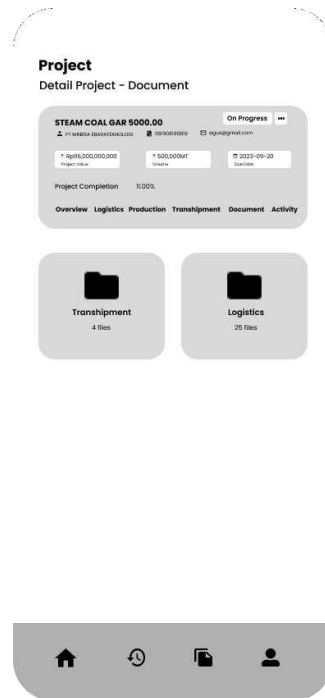 Project
Detail Project - Document
STEAM COAL GAR 5000.00 On Progress •••
PT MINERA agus@gmail.com
↑ Rp116,000,000,000 ↑ 500,000MT 2023-09-20
Project Value Volume DueDate
Project Completion 11.00%
Overview Logistics Production Transhipment Document Activity
Transhipment Logistics
4 files 25 files